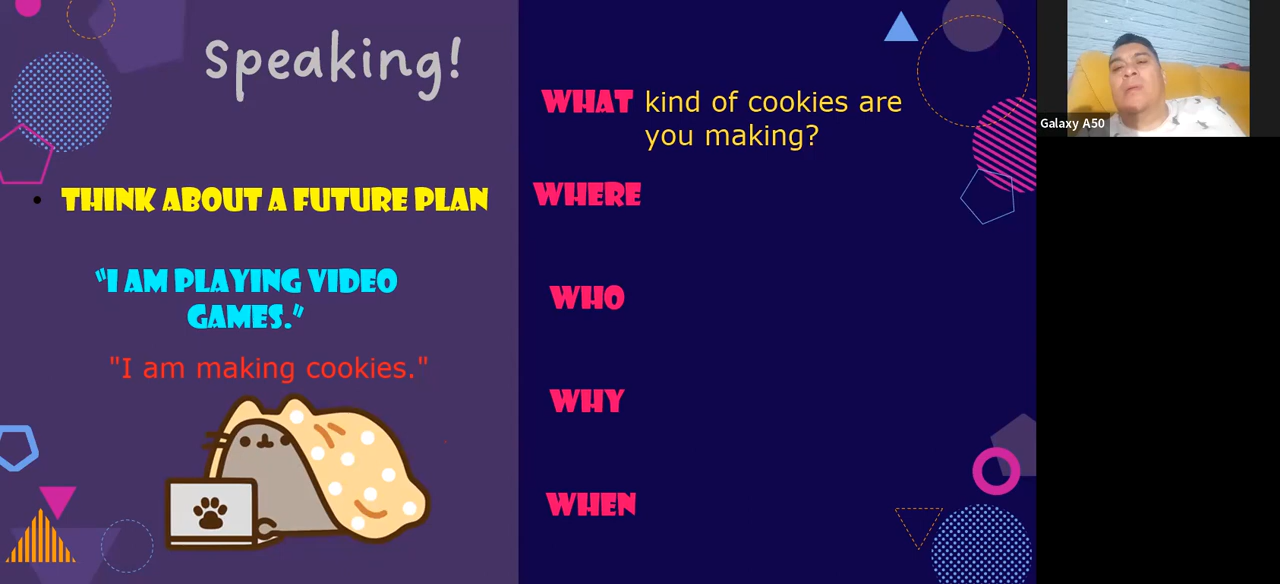 Speaking!
• THINK ABOUT A FUTURE PLAN
"I AM PLAYING VIDEO
GAMES."
"I am making cookies."
WHAT kind of cookies are
you making?
WHERE
WHO
WHY
WHEN
Galaxy A50